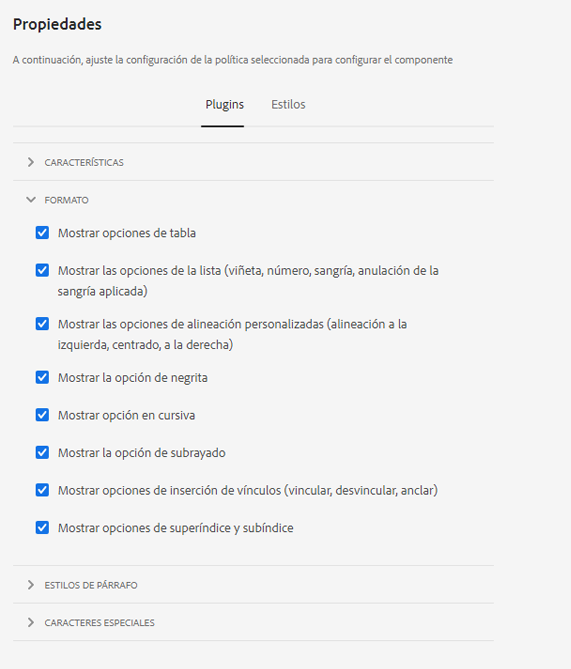 Propiedades
A continuación, ajuste la configuración de la política seleccionada para configurar el componente
Plugins Estilos
CARACTERÍSTICAS
FORMATO
Mostrar opciones de tabla
Mostrar las opciones de la lista (viñeta, número, sangría, anulación de la
sangría aplicada)
Mostrar las opciones de alineación personalizadas (alineación a la
izquierda, centrado, a la derecha)
Mostrar la opción de negrita
Mostrar opción en cursiva
Mostrar la opción de subrayado
Mostrar opciones de inserción de vínculos (vincular, desvincular, anclar)
Mostrar opciones de superíndice y subíndice
ESTILOS DE PÁRRAFO
CARACTERES ESPECIALES